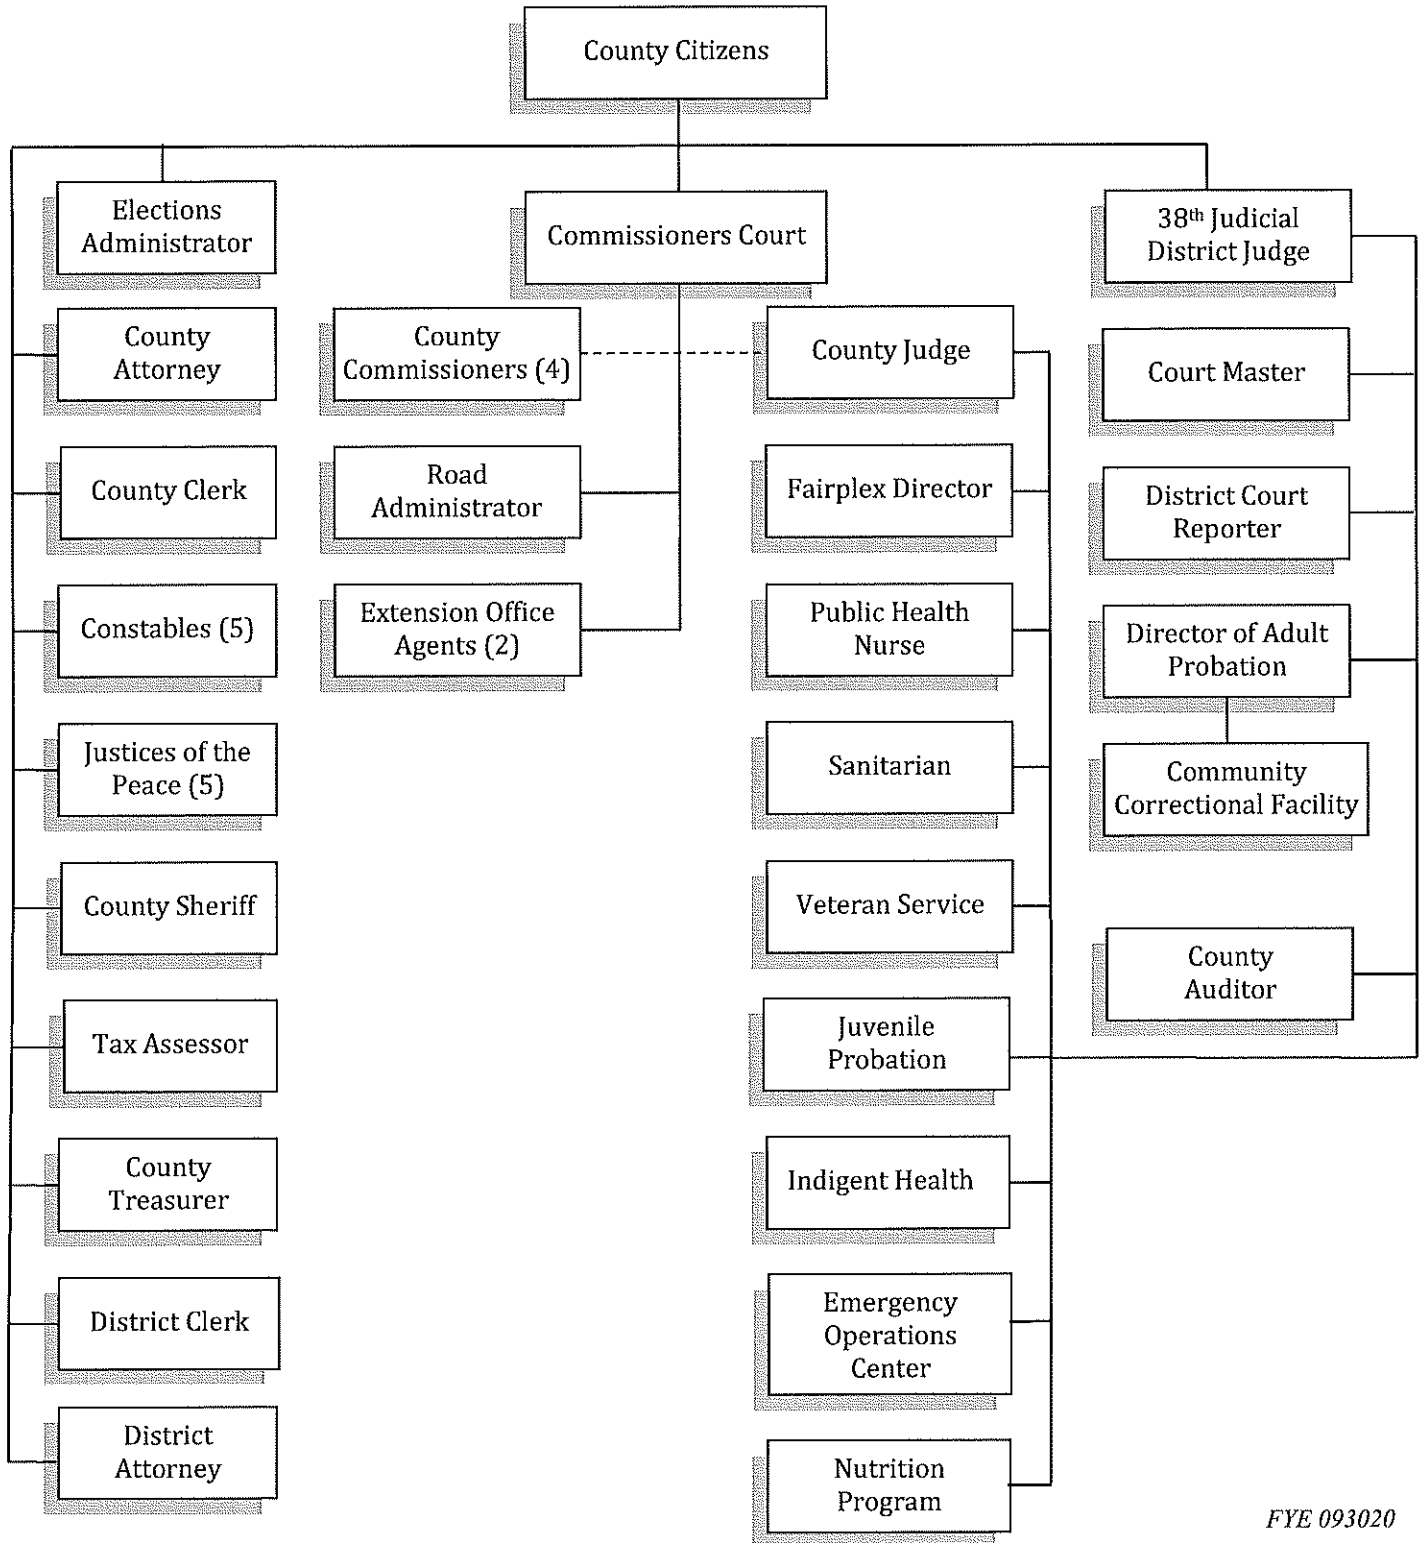 County Citizens
Elections
Administrator
Commissioners Court
38th Judicial
District Judge
County
Attorney
County
Commissioners (4)
County Judge
Court Master
County Clerk
Road
Administrator
Fairplex Director
District Court
Reporter
Constables (5)
Extension Office
Agents (2)
Public Health
Nurse
Director of Adult
Probation
Justices of the
Peace (5)
Sanitarian
Community
Correctional Facility
County Sheriff
Veteran Service
County
Auditor
Tax Assessor
Juvenile
Probation
County
Treasurer
Indigent Health
District Clerk
Emergency
Operations
Center
District
Attorney
Nutrition
Program
FYE 093020